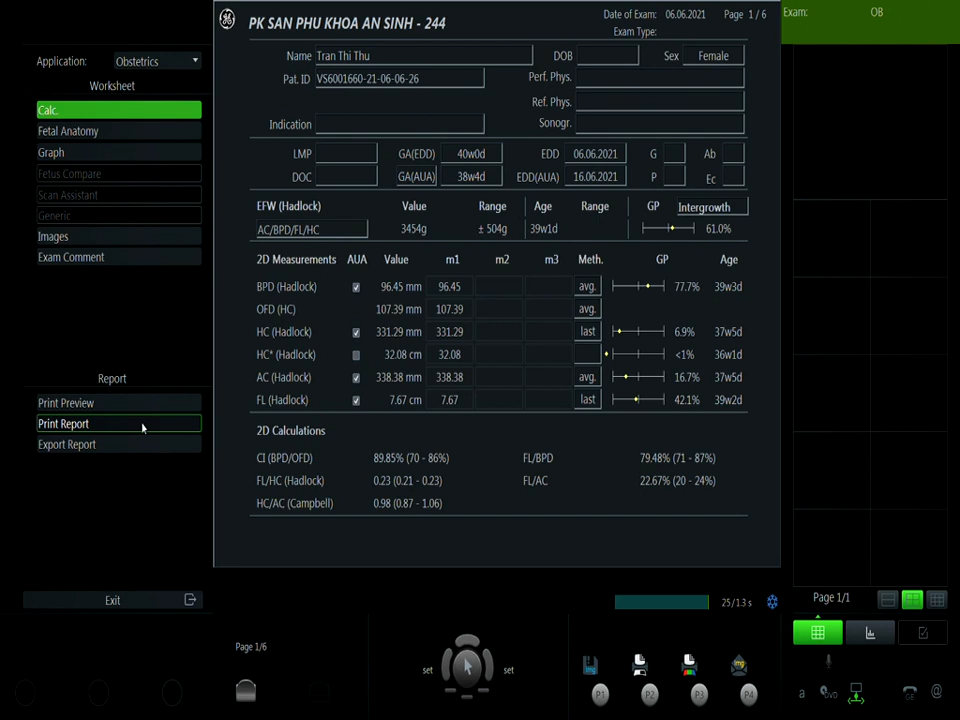 PK SAN PHU KHOA AN SINH - 244
Date of Exam: 06.06.2021 Page 1 / 6
Exam Type:
Exam: OB
Application: Obstetrics
Worksheet
Calc.
Fetal Anatomy
Graph
Fetus Compare
Scan Assistant
Generic
Images
Exam Comment
Report
Print Preview
Print Report
Export Report
Exit
Name Tran Thi Thu DOB Sex Female
Pat. ID VS6001660-21-06-06-26 Perf. Phys.
Ref. Phys.
Indication Sonogr.
LMP GA(EDD) 40w0d EDD 06.06.2021 G Ab
DOC GA(AUA) 38w4d EDD(AUA) 16.06.2021 P Ec
EFW (Hadlock) Value Range Age Range GP Intergrowth
AC/BPD/FL/HC 3454g ± 504g 39w1d 61.0%
2D Measurements AUA Value m1 m2 m3 Meth. GP Age
BPD (Hadlock) 96.45 mm 96.45 avg. 77.7% 39w3d
OFD (HC) 107.39 mm 107.39 avg.
HC (Hadlock) 331.29 mm 331.29 last 6.9% 37w5d
HC* (Hadlock) 32.08 cm 32.08 <1% 36w1d
AC (Hadlock) 338.38 mm 338.38 avg. 16.7% 37w5d
FL (Hadlock) 7.67 cm 7.67 last 42.1% 39w2d
2D Calculations
CI (BPD/OFD) 89.85% (70 - 86%) FL/BPD 79.48% (71 - 87%)
FL/HC (Hadlock) 0.23 (0.21 - 0.23) FL/AC 22.67% (20 - 24%)
HC/AC (Campbell) 0.98 (0.87 - 1.06)
25/1.3 s
Page 1/1
Page 1/6
set set
Img
P1 P2 P3 P4
a DVD @